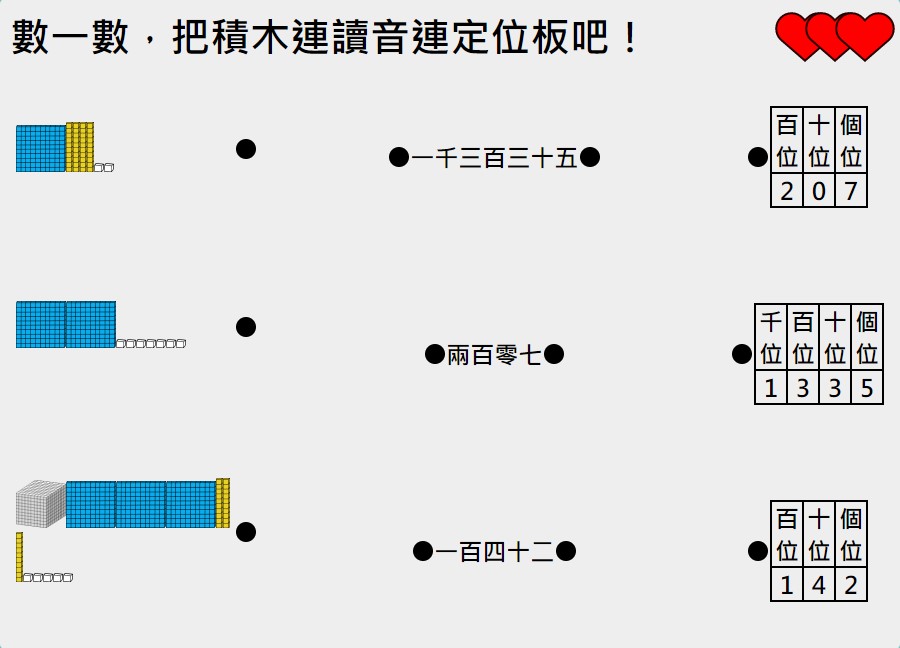 數一數，把積木連讀音連定位板吧！
一千三百三十五
百位 十位 個位
2 0 7
兩百零七
千位 百位 十位 個位
1 3 3 5
一百四十二
百位 十位 個位
1 4 2